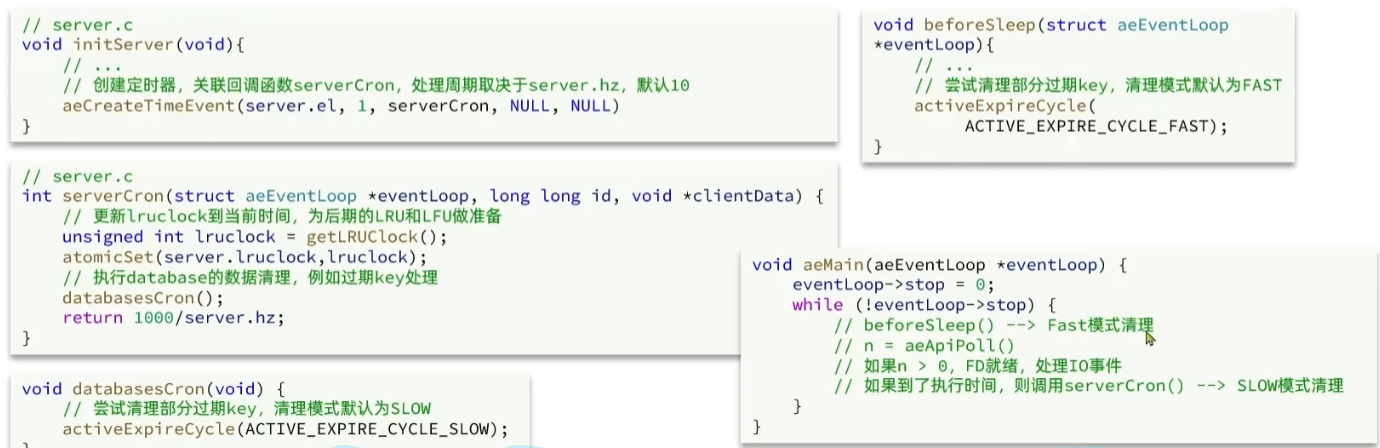 // server.c
void initServer(void){
    // ...
    // 创建定时器，关联回调函数serverCron，处理周期取决于server.hz，默认10
    aeCreateTimeEvent(server.el, 1, serverCron, NULL, NULL)
}
// server.c
int serverCron(struct aeEventLoop *eventLoop, long long id, void *clientData) {
    // 更新lruclock到当前时间，为后期的LRU和LFU做准备
    unsigned int lruclock = getLRUClock();
    atomicSet(server.lruclock,lruclock);
    // 执行database的数据清理，例如过期key处理
    databasesCron();
    return 1000/server.hz;
}
void databasesCron(void) {
    // 尝试清理部分过期key，清理模式默认为SLOW
    activeExpireCycle(ACTIVE_EXPIRE_CYCLE_SLOW);
void beforeSleep(struct aeEventLoop
*eventLoop){
    // ...
    // 尝试清理部分过期key，清理模式默认为FAST
    activeExpireCycle(
         ACTIVE_EXPIRE_CYCLE_FAST);
}
void aeMain(aeEventLoop *eventLoop) {
    eventLoop->stop = 0;
    while (!eventLoop->stop) {
        // beforeSleep() --> Fast模式清理
        // n = aeApiPoll()
        // 如果n > 0，FD就绪，处理IO事件
        // 如果到了执行时间，则调用serverCron() --> SLOW模式清理
    }
}